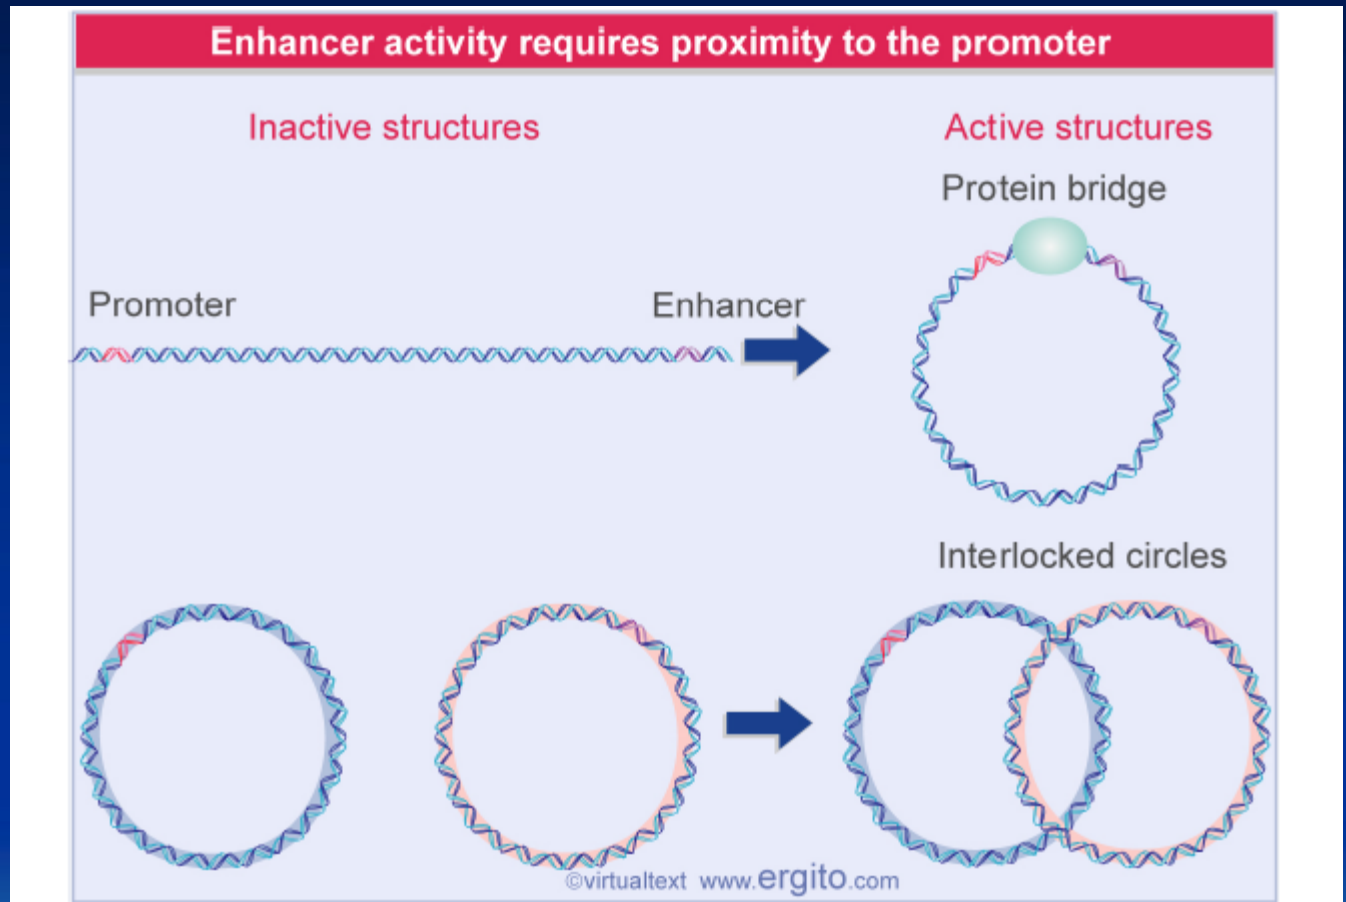 Enhancer activity requires proximity to the promoter
Inactive structures
Active structures
Protein bridge
Promoter
Enhancer
Interlocked circles
©virtualtext www.ergito.com